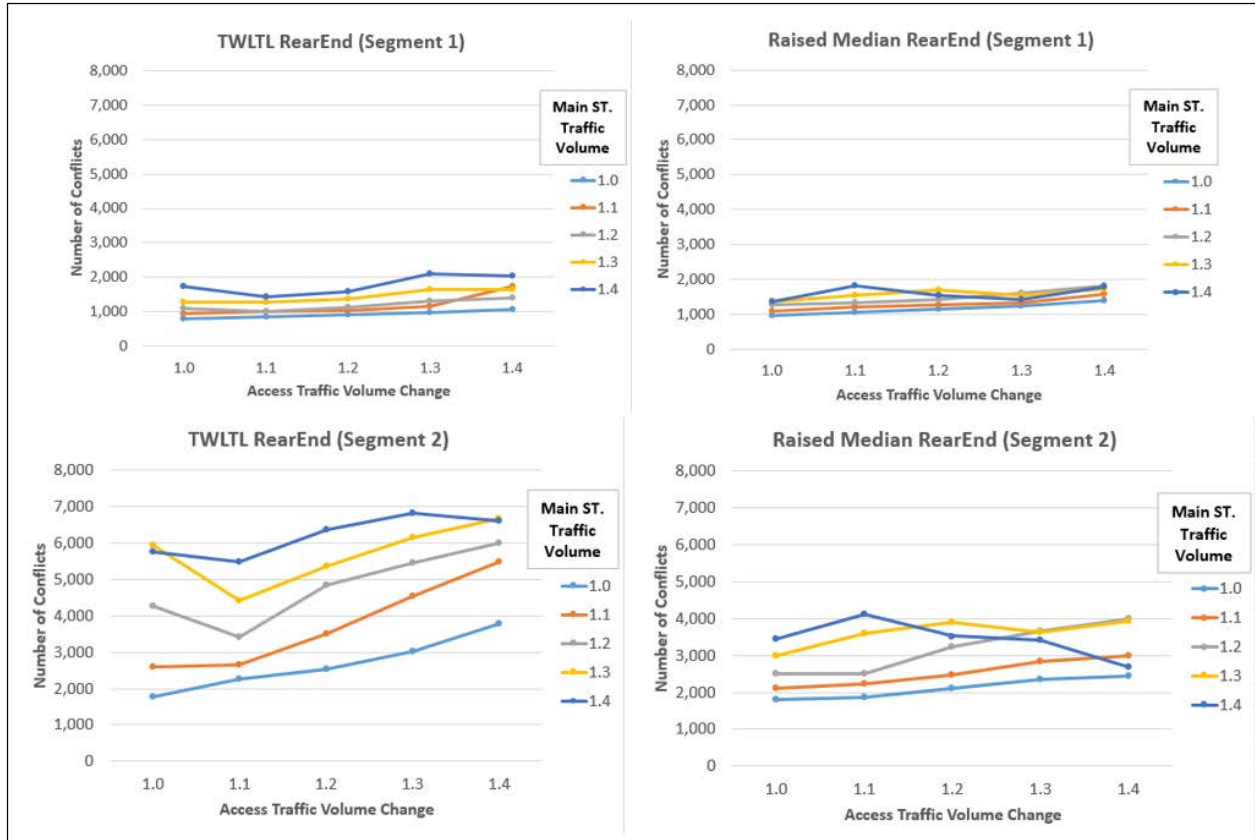 TWLTL RearEnd (Segment 1)
8,000
7,000
6,000
5,000
4,000
3,000
2,000
1,000
0
Number of Conflicts
1.0 1.1 1.2 1.3 1.4
Access Traffic Volume Change
Main ST.
Traffic
Volume
1.0
1.1
1.2
1.3
1.4
Raised Median RearEnd (Segment 1)
8,000
7,000
6,000
5,000
4,000
3,000
2,000
1,000
0
Number of Conflicts
1.0 1.1 1.2 1.3 1.4
Access Traffic Volume Change
Main ST.
Traffic
Volume
1.0
1.1
1.2
1.3
1.4
TWLTL RearEnd (Segment 2)
8,000
7,000
6,000
5,000
4,000
3,000
2,000
1,000
0
Number of Conflicts
1.0 1.1 1.2 1.3 1.4
Access Traffic Volume Change
Main ST.
Traffic
Volume
1.0
1.1
1.2
1.3
1.4
Raised Median RearEnd (Segment 2)
8,000
7,000
6,000
5,000
4,000
3,000
2,000
1,000
0
Number of Conflicts
1.0 1.1 1.2 1.3 1.4
Access Traffic Volume Change
Main ST.
Traffic
Volume
1.0
1.1
1.2
1.3
1.4